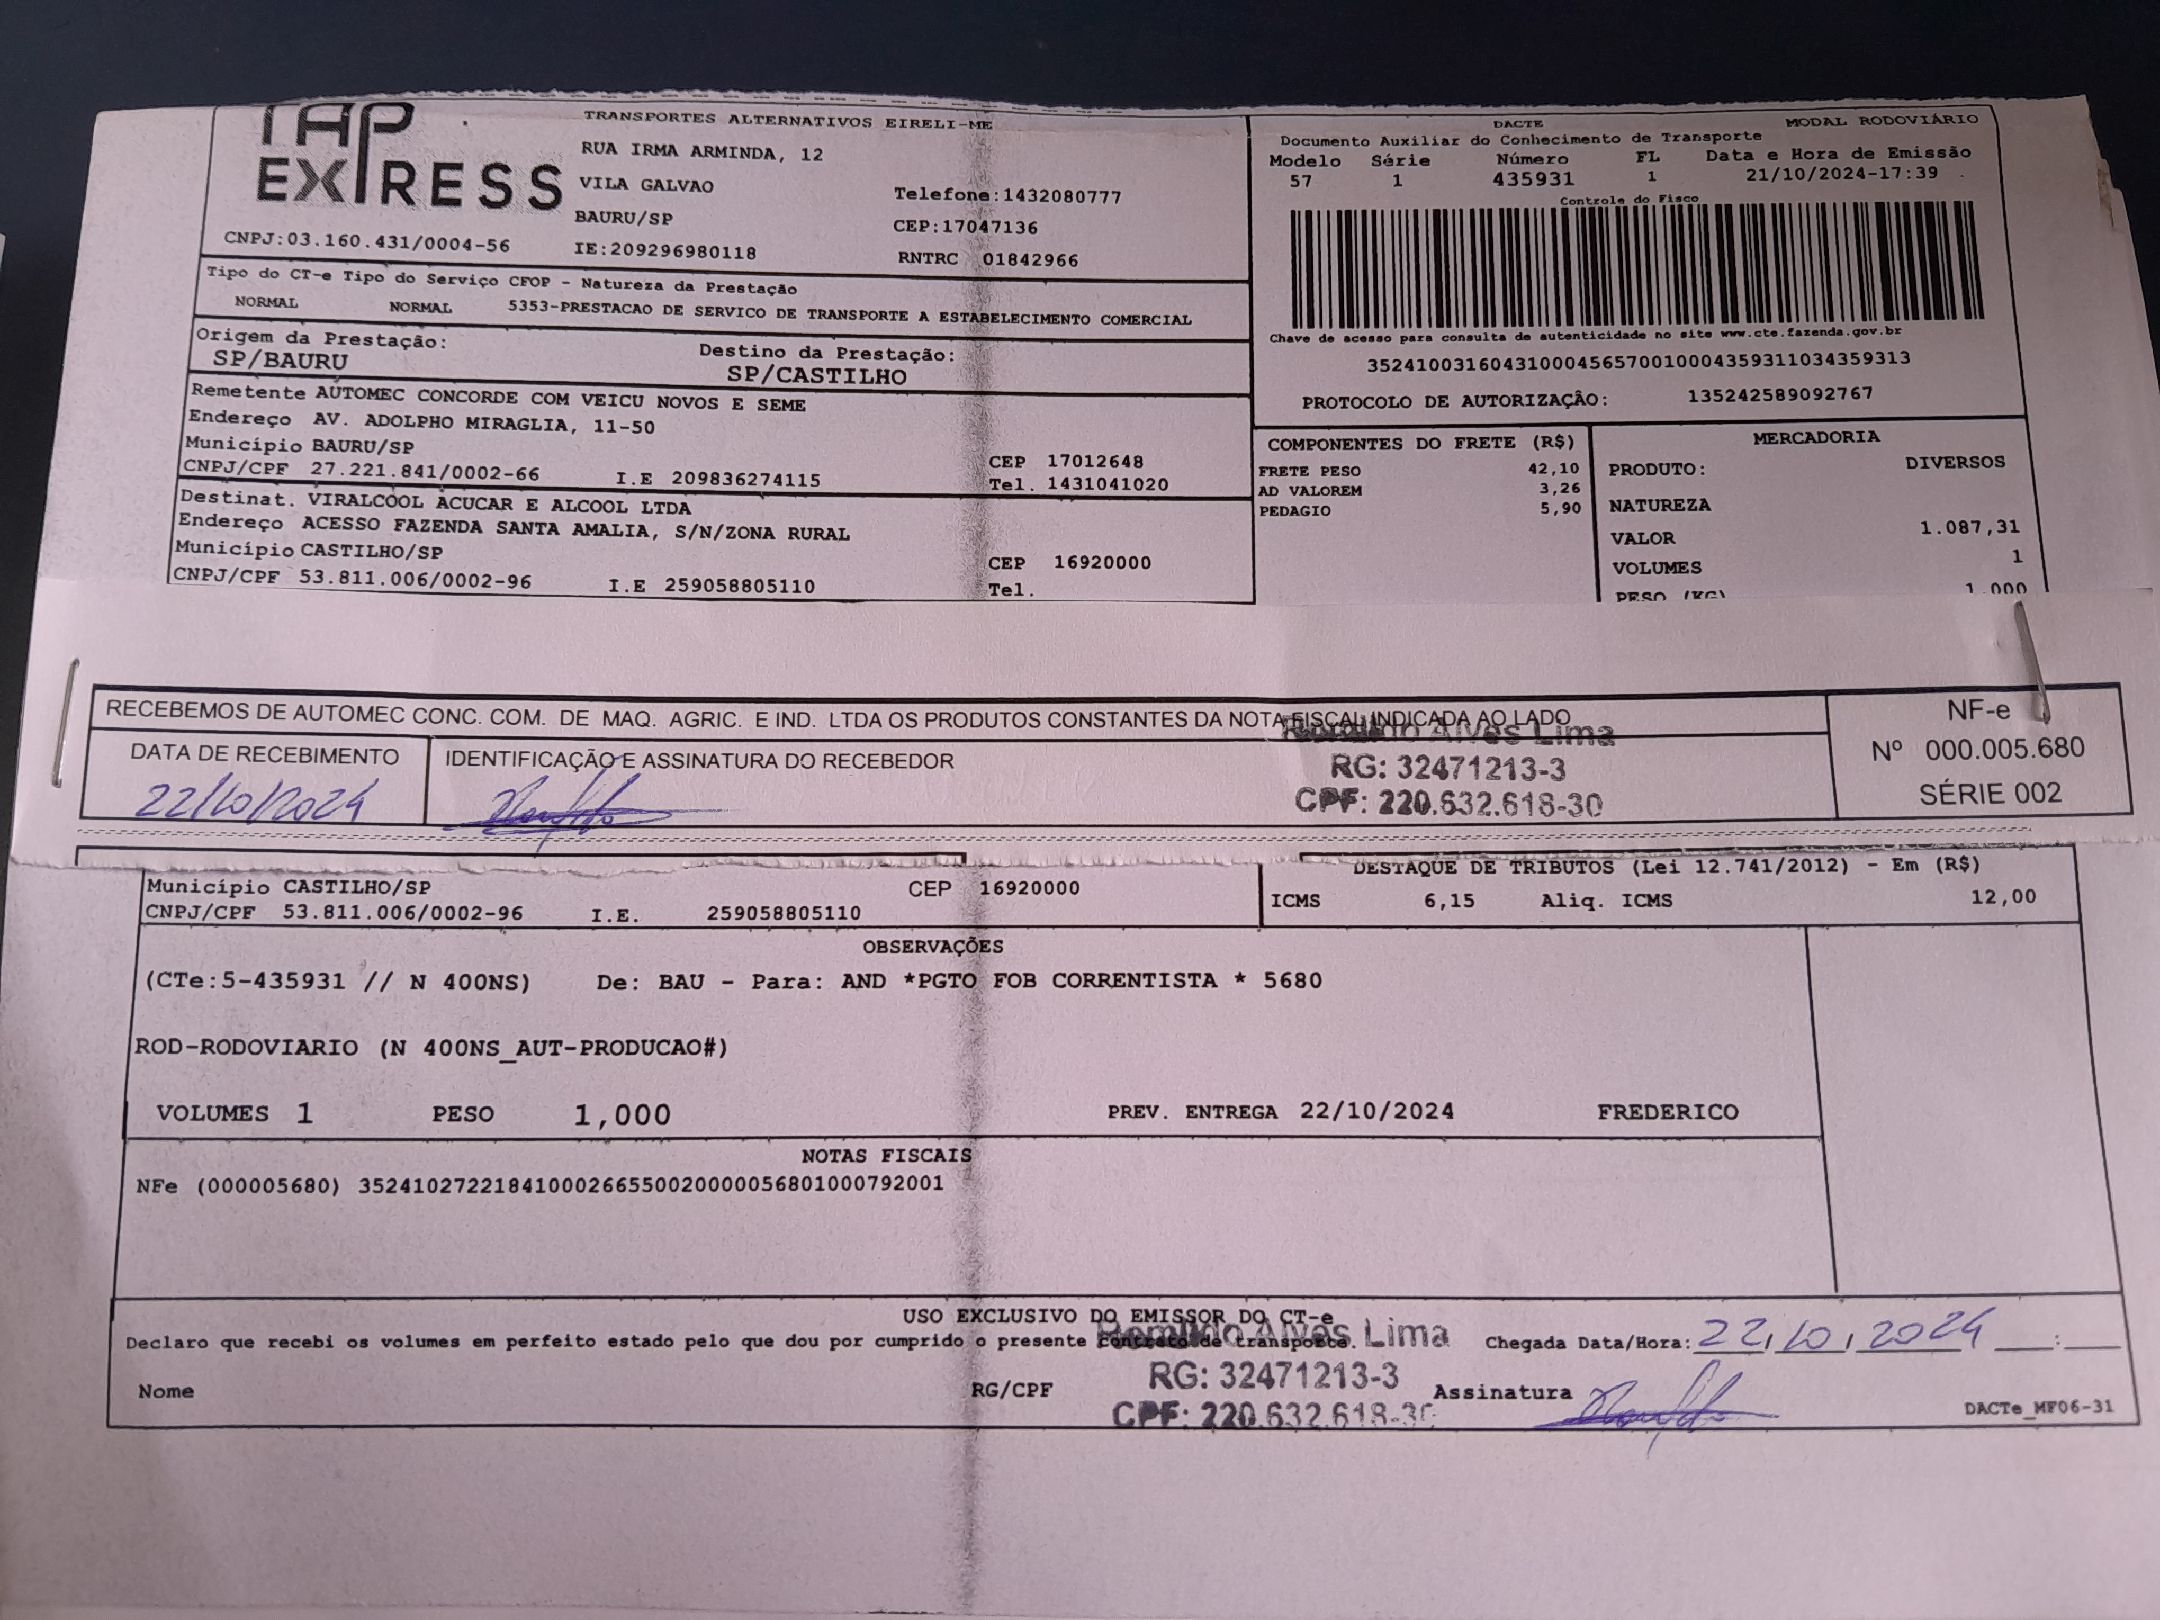 TAP
EXPRESS
TRANSPORTES ALTERNATIVOS EIRELI-ME
RUA IRMA ARMINDA, 12
VILA GALVAO Telefone:1432080777
BAURU/SP CEP:17047136
CNPJ:03.160.431/0004-56 IE:209296980118 RNTRC 01842966
DACTE MODAL RODOVIÁRIO
Documento Auxiliar do Conhecimento de Transporte
Modelo Série Número FL Data e Hora de Emissão
57 1 435931 1 21/10/2024-17:39
Controle do Fisco
Chave de acesso para consulta de autenticidade no site www.cte.fazenda.gov.br
35241003160431000456570010004359311034359313
PROTOCOLO DE AUTORIZAÇÃO: 135242589092767
Tipo do CT-e Tipo do Serviço CFOP - Natureza da Prestação
NORMAL NORMAL 5353-PRESTACAO DE SERVICO DE TRANSPORTE A ESTABELECIMENTO COMERCIAL
Origem da Prestação: Destino da Prestação:
SP/BAURU SP/CASTILHO
Remetente AUTOMEC CONCORDE COM VEICU NOVOS E SEME
Endereço AV. ADOLPHO MIRAGLIA, 11-50
Município BAURU/SP CEP 17012648
CNPJ/CPF 27.221.841/0002-66 I.E 209836274115 Tel. 1431041020
Destinat. VIRALCOOL ACUCAR E ALCOOL LTDA
Endereço ACESSO FAZENDA SANTA AMALIA, S/N/ZONA RURAL
Município CASTILHO/SP CEP 16920000
CNPJ/CPF 53.811.006/0002-96 I.E 259058805110 Tel.
COMPONENTES DO FRETE (R$)
FRETE PESO 42,10
AD VALOREM 3,26
PEDAGIO 5,90
MERCADORIA
PRODUTO: DIVERSOS
NATUREZA
VALOR 1.087,31
VOLUMES 1
PESO (KG) 1,000
RECEBEMOS DE AUTOMEC CONC. COM. DE MAQ. AGRIC. E IND. LTDA OS PRODUTOS CONSTANTES DA NOTA FISCAL INDICADA AO LADO
DATA DE RECEBIMENTO IDENTIFICAÇÃO E ASSINATURA DO RECEBEDOR
22/10/2024
Romildo Alves Lima
RG: 32471213-3
CPF: 220.632.618-30
NF-e
Nº 000.005.680
SÉRIE 002
Município CASTILHO/SP CEP 16920000
CNPJ/CPF 53.811.006/0002-96 I.E. 259058805110
DESTAQUE DE TRIBUTOS (Lei 12.741/2012) - Em (R$)
ICMS 6,15 Aliq. ICMS 12,00
OBSERVAÇÕES
(CTe:5-435931 // N 400NS) De: BAU - Para: AND *PGTO FOB CORRENTISTA * 5680
ROD-RODOVIARIO (N 400NS_AUT-PRODUCAO#)
VOLUMES 1 PESO 1,000 PREV. ENTREGA 22/10/2024 FREDERICO
NOTAS FISCAIS
NFe (000005680) 35241027221841000266550020000056801000792001
USO EXCLUSIVO DO EMISSOR DO CT-e
Declaro que recebi os volumes em perfeito estado pelo que dou por cumprido o presente contrato de transporte. Chegada Data/Hora: 22/10/2024 :
Romildo Alves Lima
RG: 32471213-3
CPF: 220.632.618-30
Nome RG/CPF Assinatura
DACTe_MF06-31